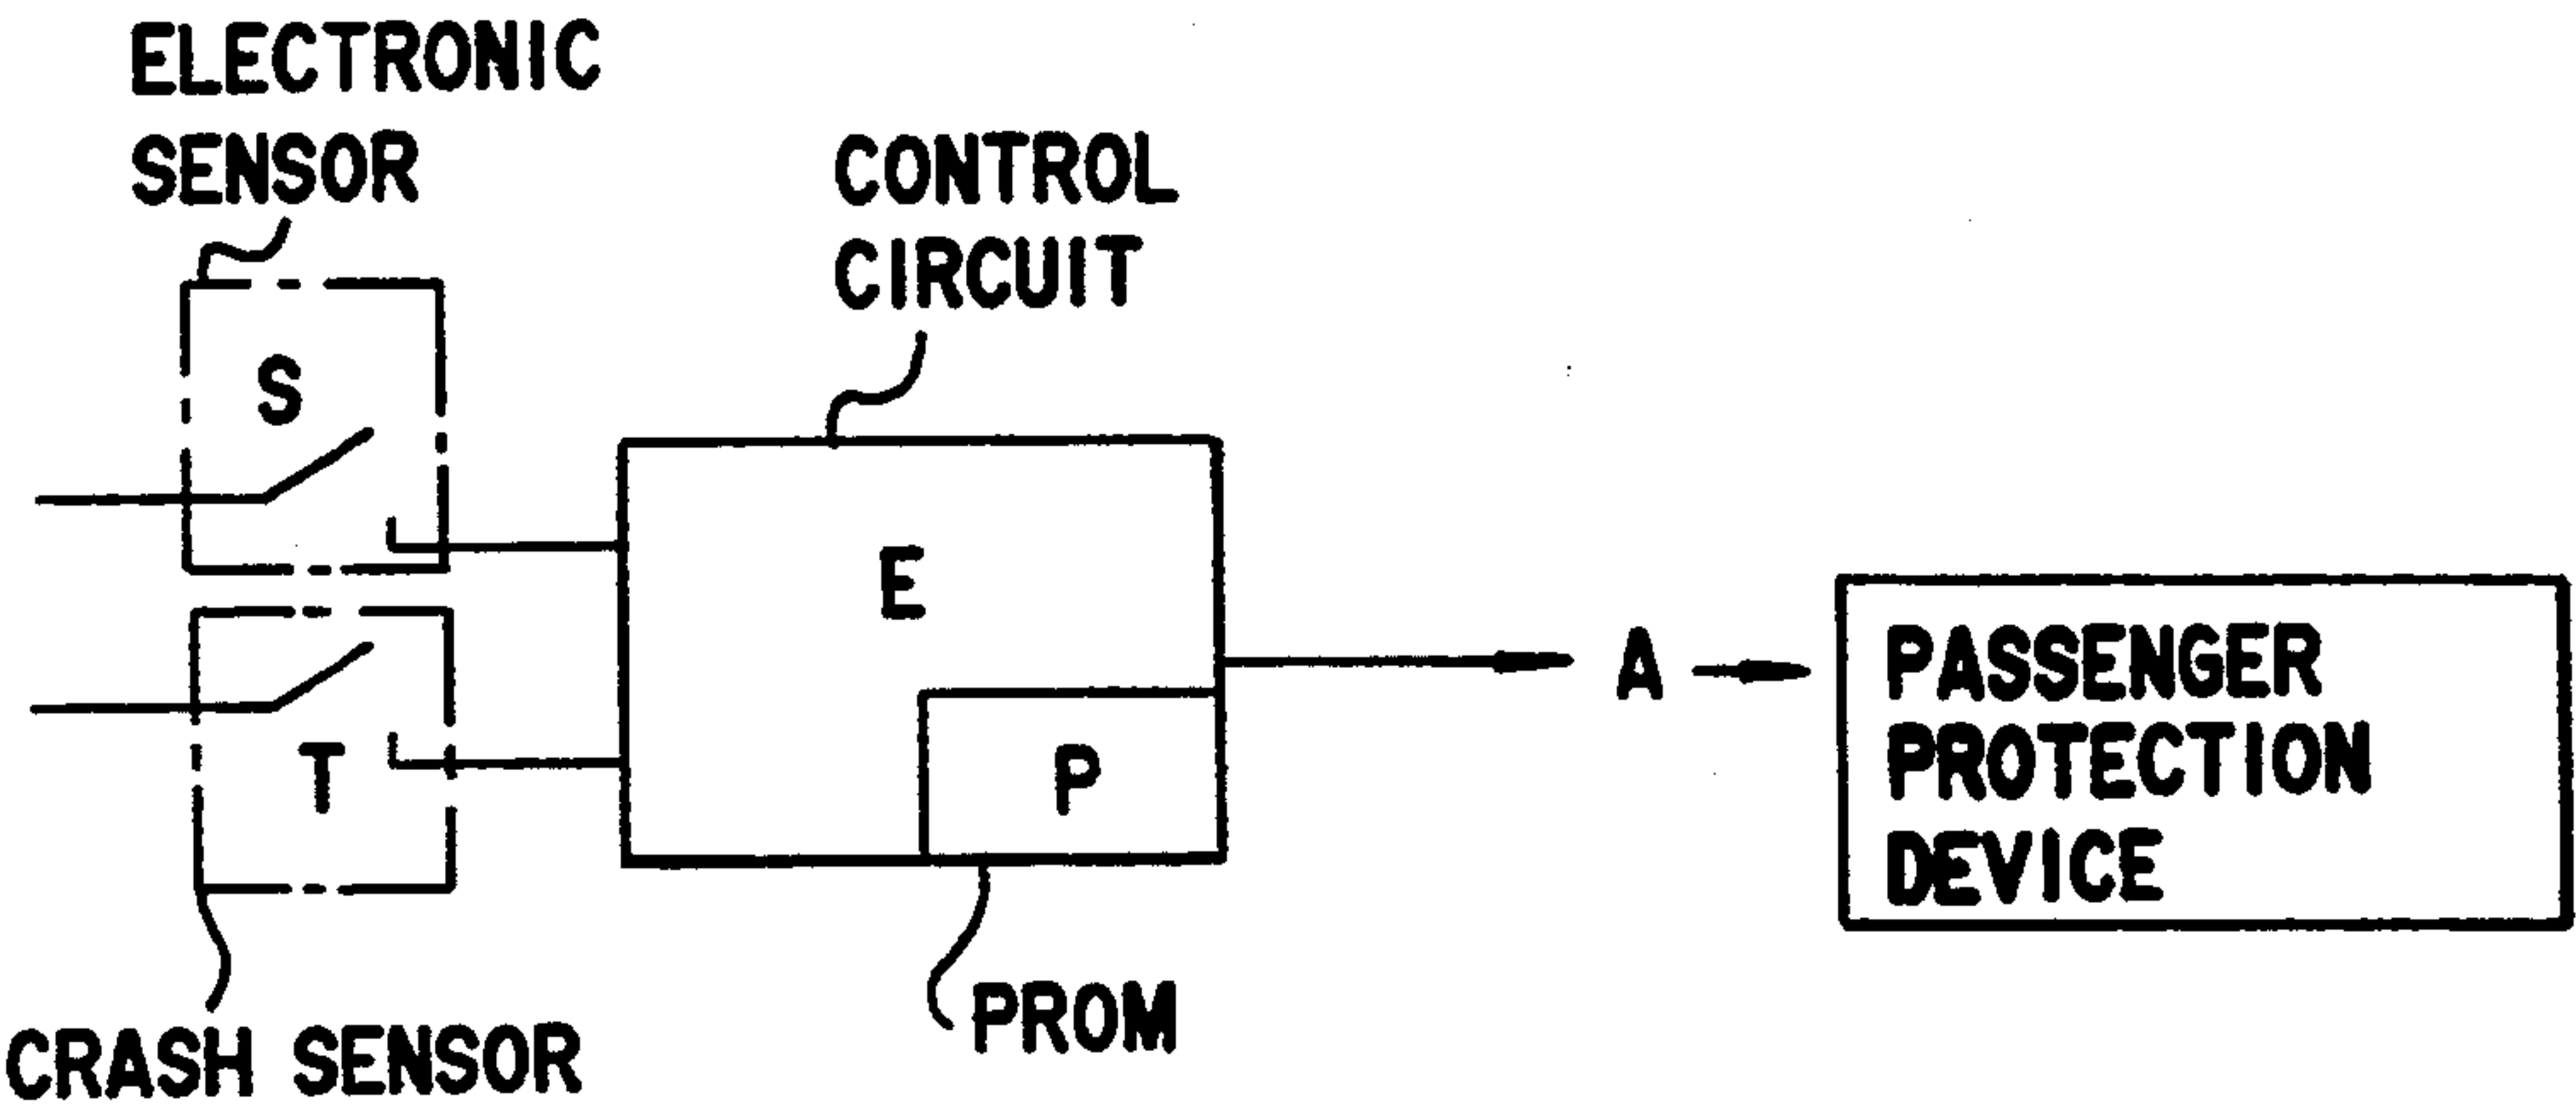 ELECTRONIC
SENSOR
CONTROL
CIRCUIT
S
E
T
P
A
PASSENGER
PROTECTION
DEVICE
PROM
CRASH SENSOR